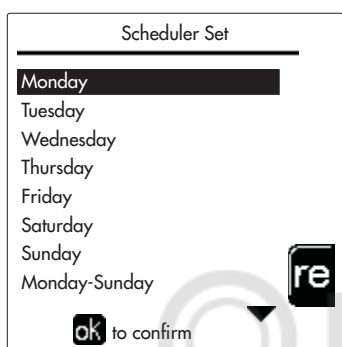 Scheduler Set
Monday
Tuesday
Wednesday
Thursday
Friday
Saturday
Sunday
Monday-Sunday
re
ok to confirm